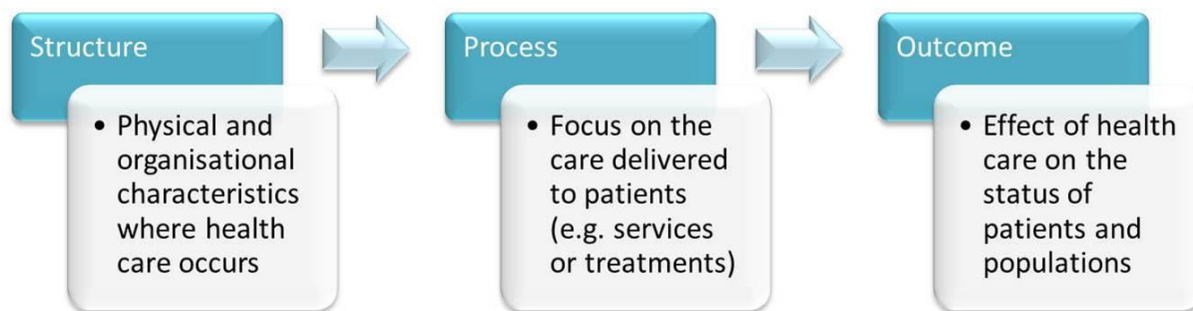 Structure
• Physical and
organisational
characteristics
where health
care occurs
Process
• Focus on the
care delivered
to patients
(e.g. services
or treatments)
Outcome
• Effect of health
care on the
status of
patients and
populations